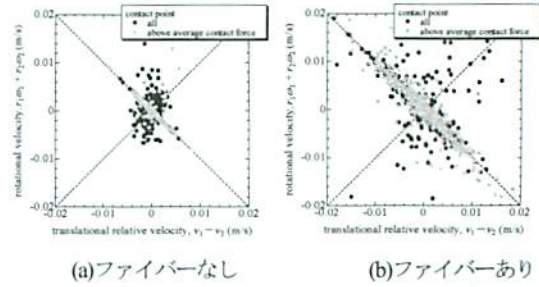 contact point
all
above average contact force
rotational velocity, r₁ω₁ + r₂ω₂ (m/s)
0.02
0.01
0
-0.01
-0.02
-0.02 -0.01 0 0.01 0.02
translational relative velocity, v₁−v₂ (m/s)
(a)ファイバーなし
contact point
all
above average contact force
rotational velocity, r₁ω₁ + r₂ω₂ (m/s)
0.02
0.01
0
-0.01
-0.02
-0.02 -0.01 0 0.01 0.02
translational relative velocity, v₁−v₂ (m/s)
(b)ファイバーあり